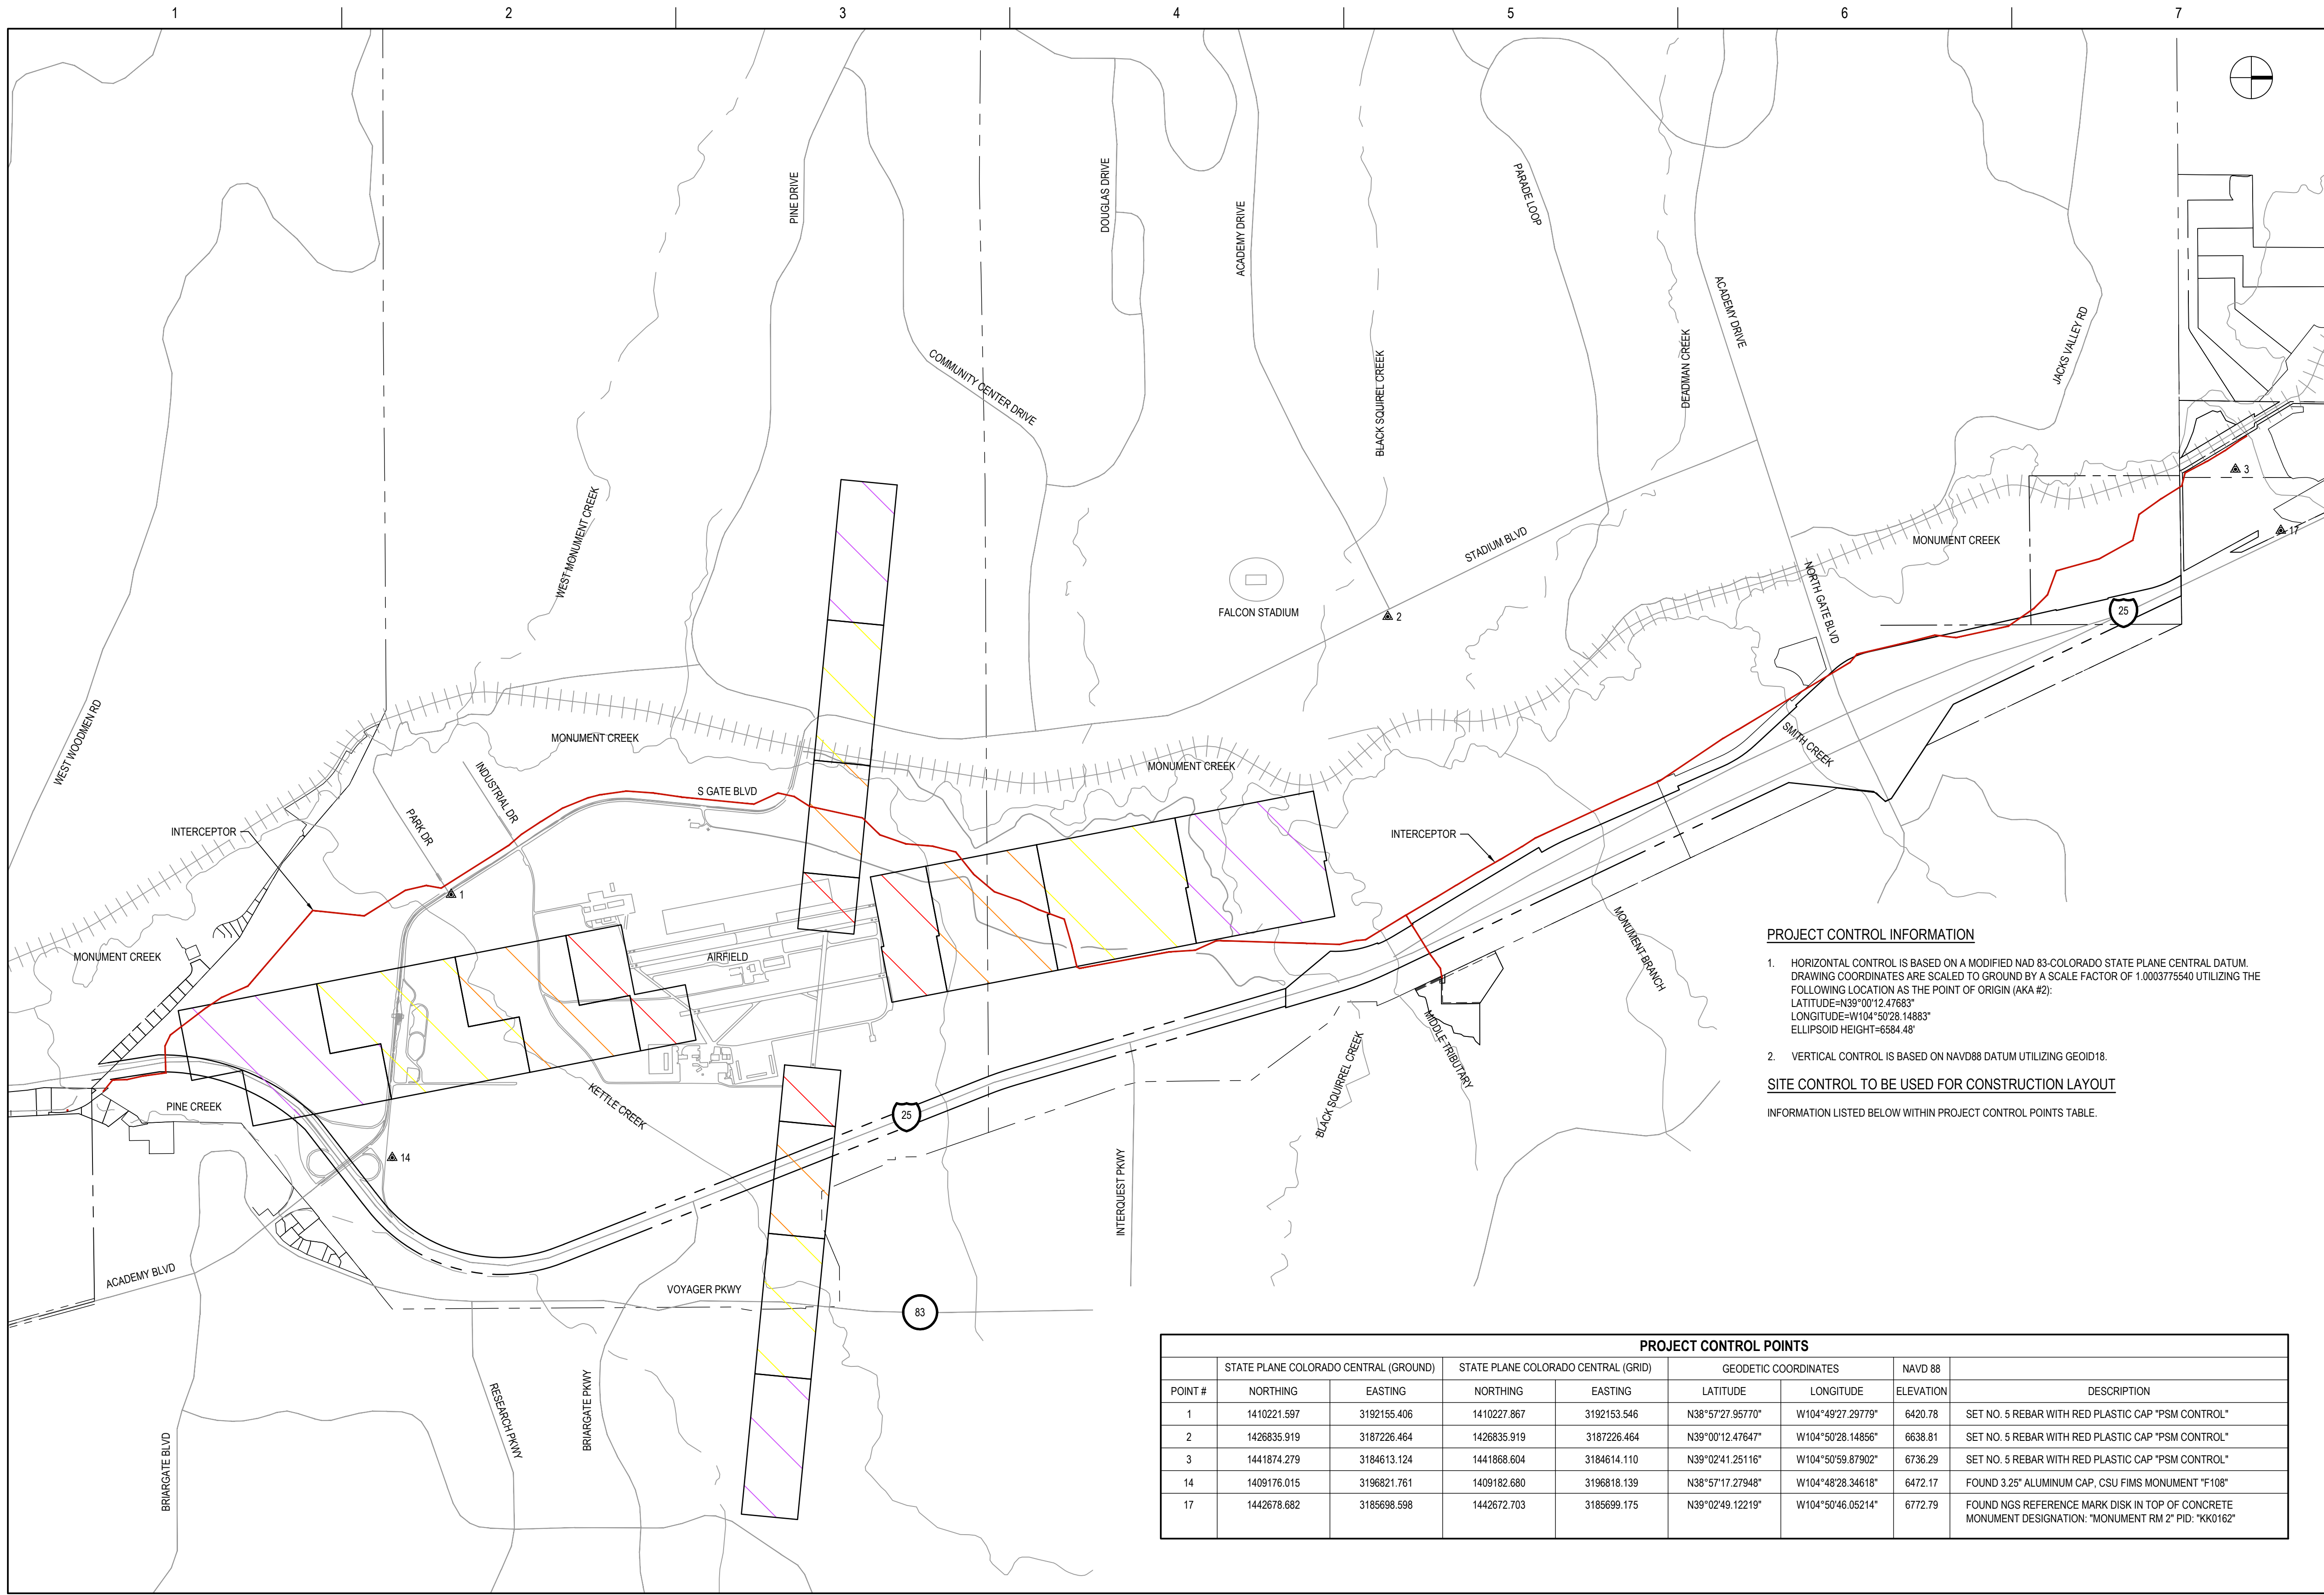 1 2 3 4 5 6 7
PINE DRIVE
DOUGLAS DRIVE
ACADEMY DRIVE
PARADE LOOP
ACADEMY DRIVE
DEADMAN CREEK
JACKS VALLEY RD
BLACK SQUIREL CREEK
COMMUNITY CENTER DRIVE
WEST MONUMENT CREEK
3
17
MONUMENT CREEK
STADIUM BLVD
NORTH GATE BLVD
FALCON STADIUM
2
25
WEST WOODMEN RD
MONUMENT CREEK
SMITH CREEK
MONUMENT CREEK
INDUSTRIAL DR
S GATE BLVD
PARK DR
INTERCEPTOR
INTERCEPTOR
1
MONUMENT CREEK
AIRFIELD
MONUMENT BRANCH
PINE CREEK
KETTLE CREEK
25
MIDDLE TRIBUTARY
BLACK SQUIRREL CREEK
14
INTERQUEST PKWY
ACADEMY BLVD
VOYAGER PKWY
83
RESEARCH PKWY
BRIARGATE PKWY
BRIARGATE BLVD
PROJECT CONTROL INFORMATION
1. HORIZONTAL CONTROL IS BASED ON A MODIFIED NAD 83-COLORADO STATE PLANE CENTRAL DATUM.
DRAWING COORDINATES ARE SCALED TO GROUND BY A SCALE FACTOR OF 1.0003775540 UTILIZING THE
FOLLOWING LOCATION AS THE POINT OF ORIGIN (AKA #2):
LATITUDE=N39°00'12.47683"
LONGITUDE=W104°50'28.14883"
ELLIPSOID HEIGHT=6584.48'
2. VERTICAL CONTROL IS BASED ON NAVD88 DATUM UTILIZING GEOID18.
SITE CONTROL TO BE USED FOR CONSTRUCTION LAYOUT
INFORMATION LISTED BELOW WITHIN PROJECT CONTROL POINTS TABLE.
PROJECT CONTROL POINTS
STATE PLANE COLORADO CENTRAL (GROUND) STATE PLANE COLORADO CENTRAL (GRID) GEODETIC COORDINATES NAVD 88
POINT # NORTHING EASTING NORTHING EASTING LATITUDE LONGITUDE ELEVATION DESCRIPTION
1 1410221.597 3192155.406 1410227.867 3192153.546 N38°57'27.95770" W104°49'27.29779" 6420.78 SET NO. 5 REBAR WITH RED PLASTIC CAP "PSM CONTROL"
2 1426835.919 3187226.464 1426835.919 3187226.464 N39°00'12.47647" W104°50'28.14856" 6638.81 SET NO. 5 REBAR WITH RED PLASTIC CAP "PSM CONTROL"
3 1441874.279 3184613.124 1441868.604 3184614.110 N39°02'41.25116" W104°50'59.87902" 6736.29 SET NO. 5 REBAR WITH RED PLASTIC CAP "PSM CONTROL"
14 1409176.015 3196821.761 1409182.680 3196818.139 N38°57'17.27948" W104°48'28.34618" 6472.17 FOUND 3.25" ALUMINUM CAP, CSU FIMS MONUMENT "F108"
17 1442678.682 3185698.598 1442672.703 3185699.175 N39°02'49.12219" W104°50'46.05214" 6772.79 FOUND NGS REFERENCE MARK DISK IN TOP OF CONCRETE
MONUMENT DESIGNATION: "MONUMENT RM 2" PID: "KK0162"